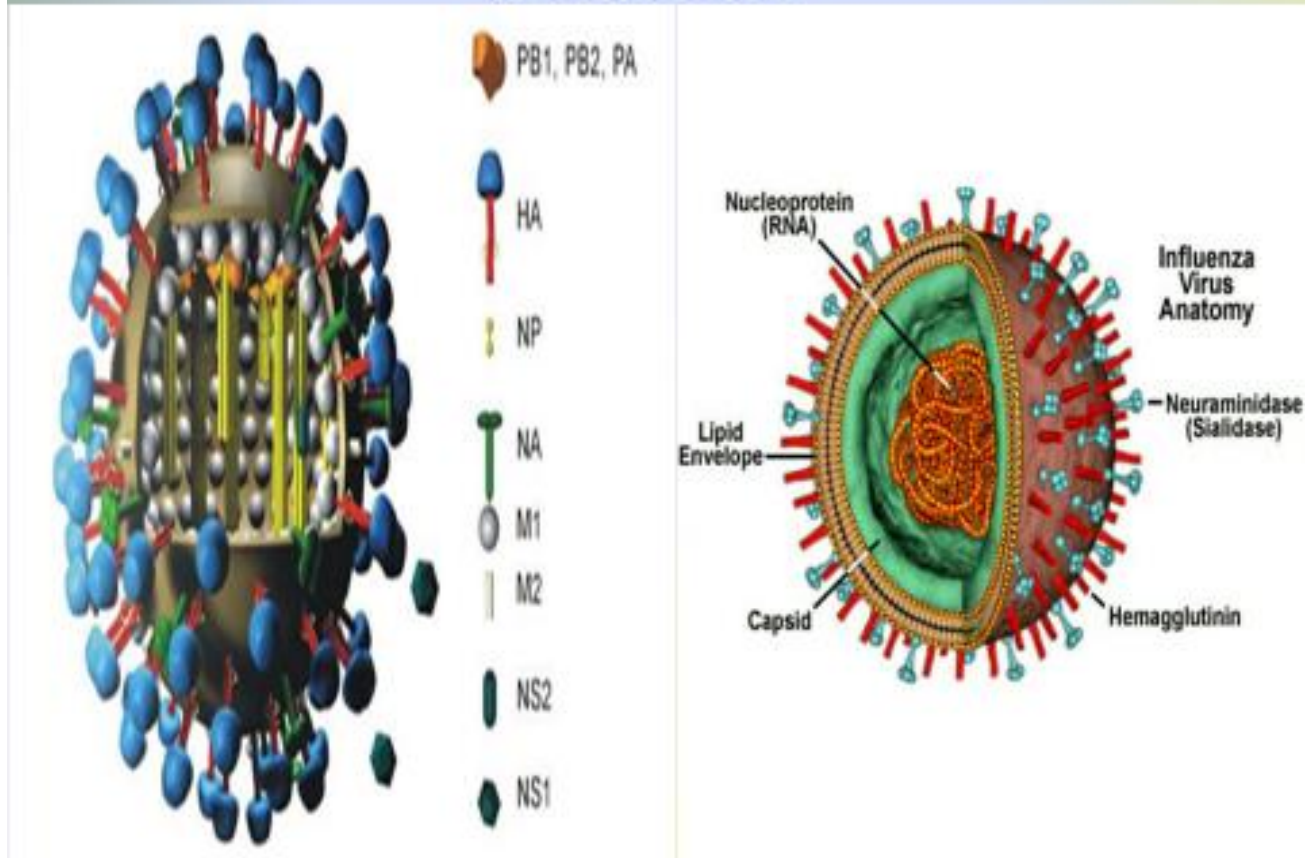 PB1, PB2, PA
HA
NP
NA
M1
M2
NS2
NS1
Nucleoprotein
(RNA)
Influenza
Virus
Anatomy
Neuraminidase
(Sialidase)
Lipid
Envelope
Capsid
Hemagglutinin